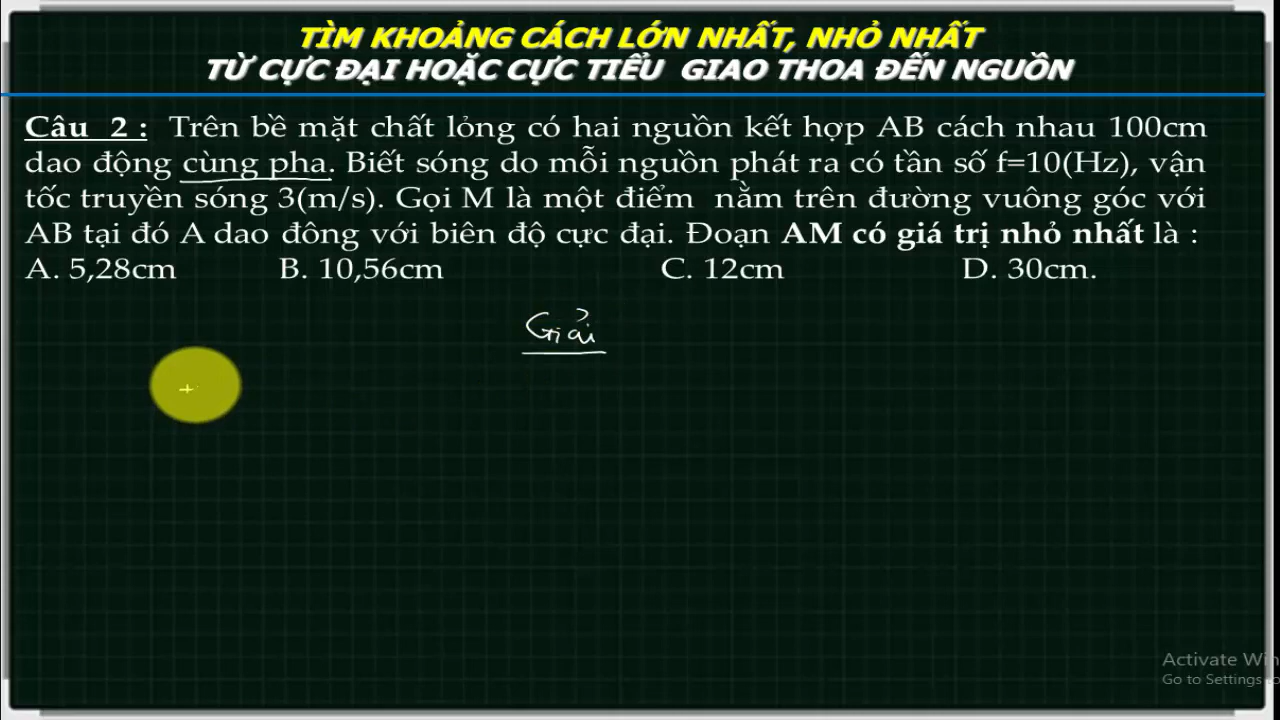 TÌM KHOẢNG CÁCH LỚN NHẤT, NHỎ NHẤT
TỪ CỰC ĐẠI HOẶC CỰC TIỂU GIAO THOA ĐẾN NGUỒN
Câu 2 : Trên bề mặt chất lỏng có hai nguồn kết hợp AB cách nhau 100cm
dao động cùng pha. Biết sóng do mỗi nguồn phát ra có tần số f=10(Hz), vận
tốc truyền sóng 3(m/s). Gọi M là một điểm nằm trên đường vuông góc với
AB tại đó A dao đông với biên độ cực đại. Đoạn AM có giá trị nhỏ nhất là :
A. 5,28cm B. 10,56cm C. 12cm D. 30cm.
Giải
Activate Win
Go to Settings to